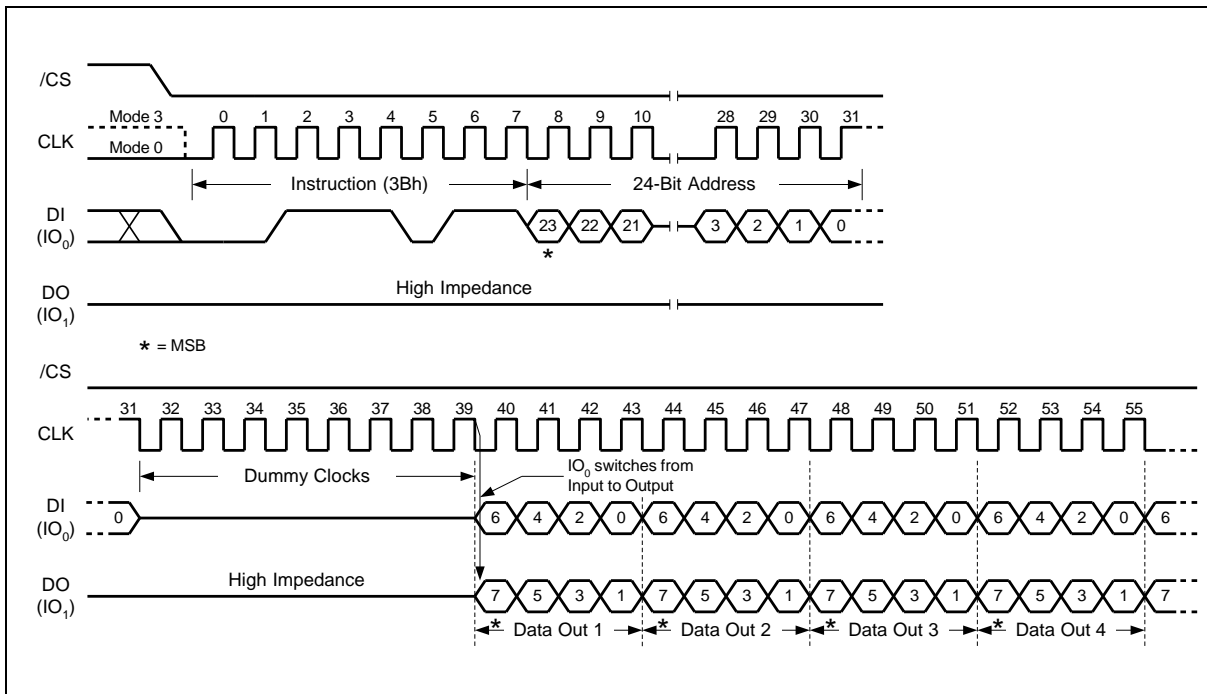 /CS
Mode 3 0 1 2 3 4 5 6 7 8 9 10 28 29 30 31
CLK
Mode 0
Instruction (3Bh) 24-Bit Address
DI
(IO0) 23 22 21 3 2 1 0
*
DO High Impedance
(IO1)
* = MSB
/CS
31 32 33 34 35 36 37 38 39 40 41 42 43 44 45 46 47 48 49 50 51 52 53 54 55
CLK
Dummy Clocks
IO0 switches from
Input to Output
DI
(IO0) 0 6 4 2 0 6 4 2 0 6 4 2 0 6 4 2 0 6
DO High Impedance
(IO1) 7 5 3 1 7 5 3 1 7 5 3 1 7 5 3 1 7
* Data Out 1 * Data Out 2 * Data Out 3 * Data Out 4